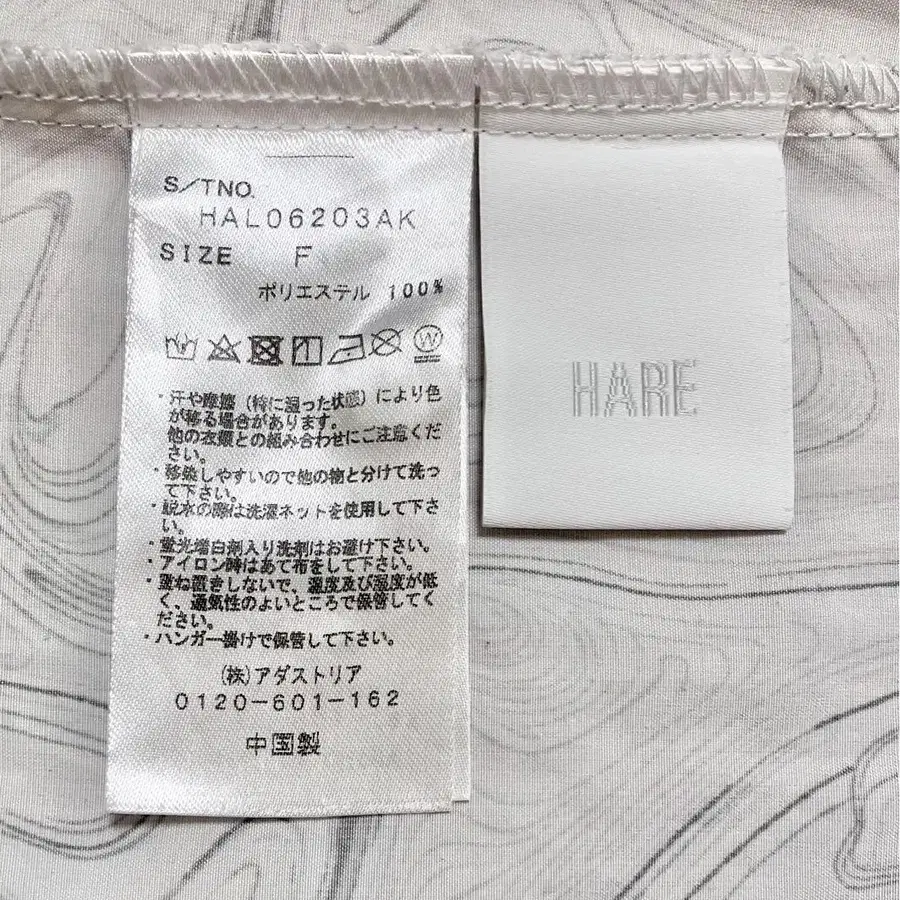 S/TNO.
HAL06203AK
SIZE F
ポリエステル 100%
W
・汗や摩擦（特に湿った状態）により色
が移る場合があります。
他の衣類との組み合わせにご注意くだ
さい。
・移染しやすいので他の物と分けて洗っ
て下さい。
・脱水の際は洗濯ネットを使用して下さ
い。
・蛍光増白剤入り洗剤はお避け下さい。
・アイロン時はあて布をして下さい。
・重ね置きしないで、温度及び湿度が低
く、通気性のよいところで保管してく
ださい。
・ハンガー掛けで保管して下さい。
(株)アダストリア
0120-601-162
中国製
HARE